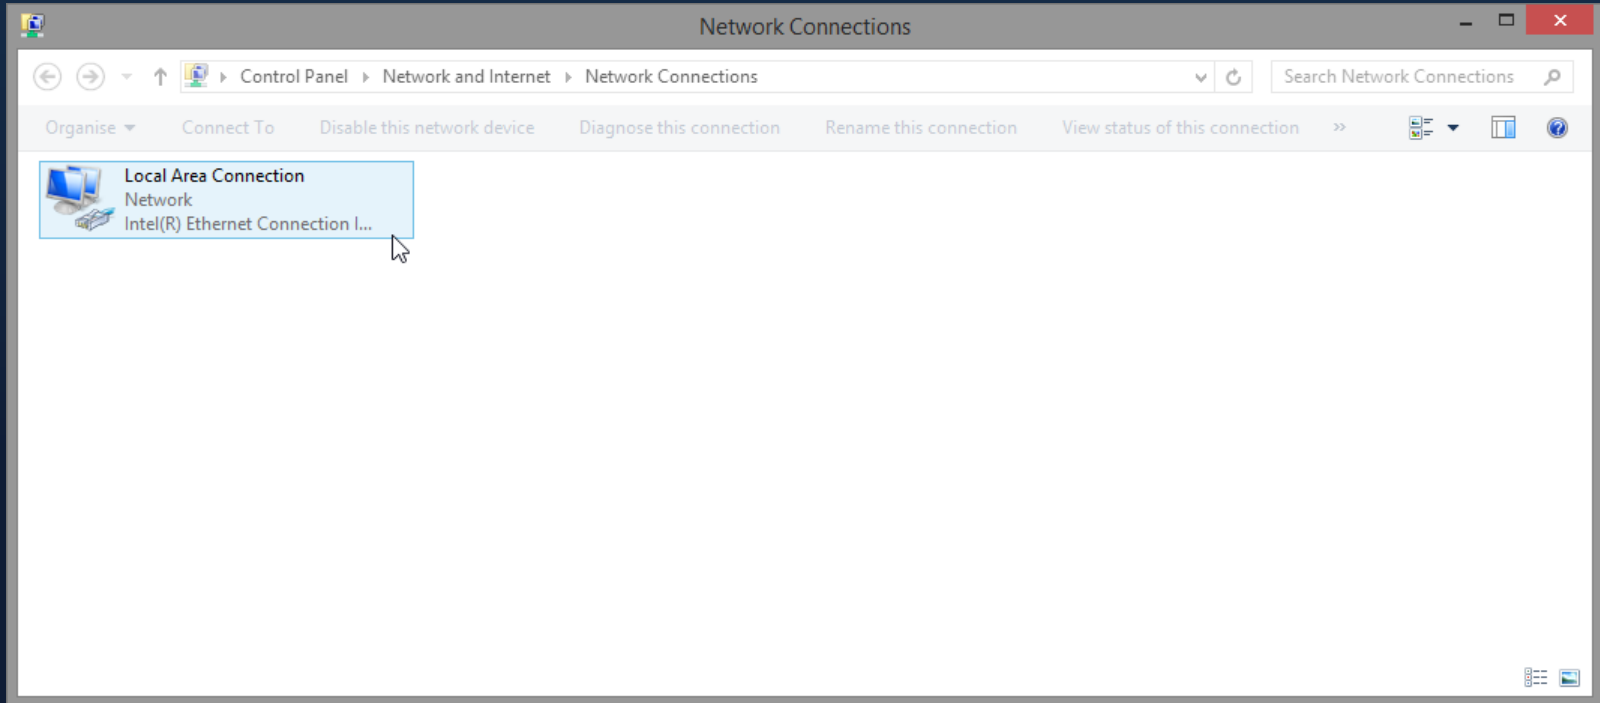 Network Connections
Control Panel Network and Internet Network Connections
Search Network Connections
Organise Connect To Disable this network device Diagnose this connection Rename this connection View status of this connection »
Local Area Connection
Network
Intel(R) Ethernet Connection I...